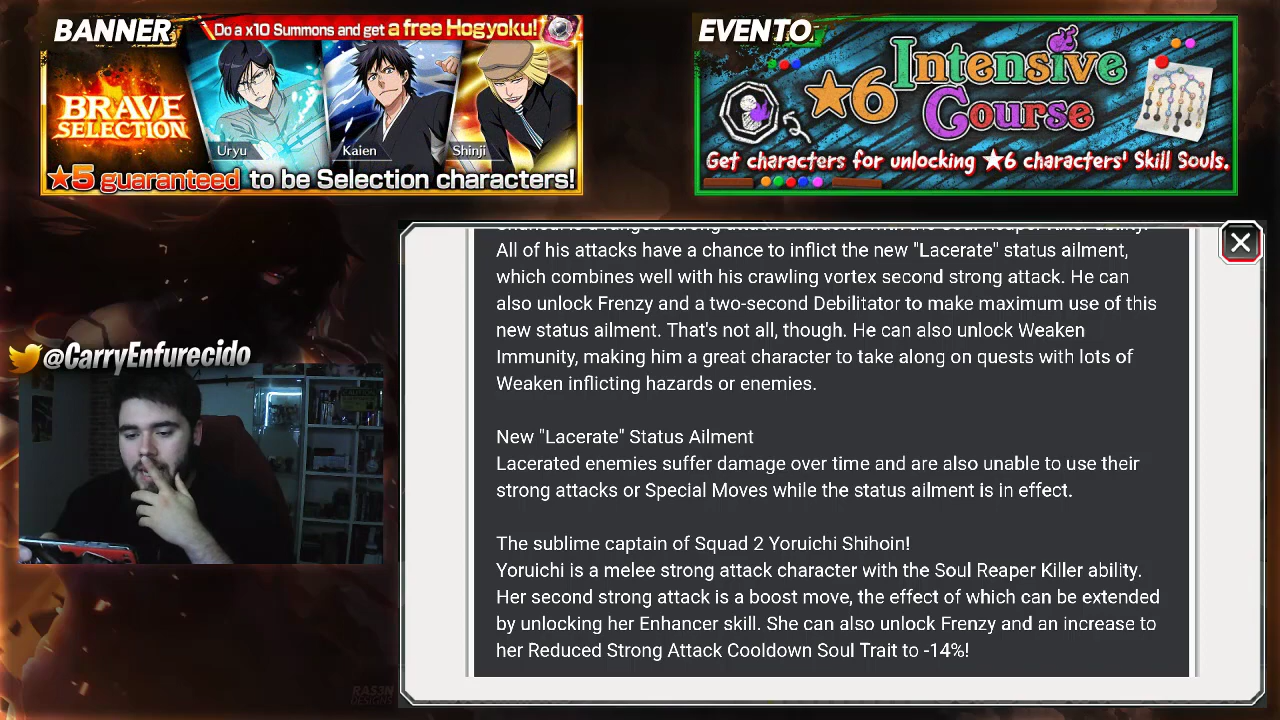 BANNER
Do a x10 Summons and get a free Hogyoku!
BRAVE
SELECTION
Uryu
Kaien
Shinji
★5 guaranteed to be Selection characters!
EVENTO
★6 Intensive
Course
Get characters for unlocking ★6 characters' Skill Souls.
@CarryEnfurecido
All of his attacks have a chance to inflict the new "Lacerate" status ailment,
which combines well with his crawling vortex second strong attack. He can
also unlock Frenzy and a two-second Debilitator to make maximum use of this
new status ailment. That's not all, though. He can also unlock Weaken
Immunity, making him a great character to take along on quests with lots of
Weaken inflicting hazards or enemies.
New "Lacerate" Status Ailment
Lacerated enemies suffer damage over time and are also unable to use their
strong attacks or Special Moves while the status ailment is in effect.
The sublime captain of Squad 2 Yoruichi Shihoin!
Yoruichi is a melee strong attack character with the Soul Reaper Killer ability.
Her second strong attack is a boost move, the effect of which can be extended
by unlocking her Enhancer skill. She can also unlock Frenzy and an increase to
her Reduced Strong Attack Cooldown Soul Trait to -14%!
RAS3N
DESIGNS